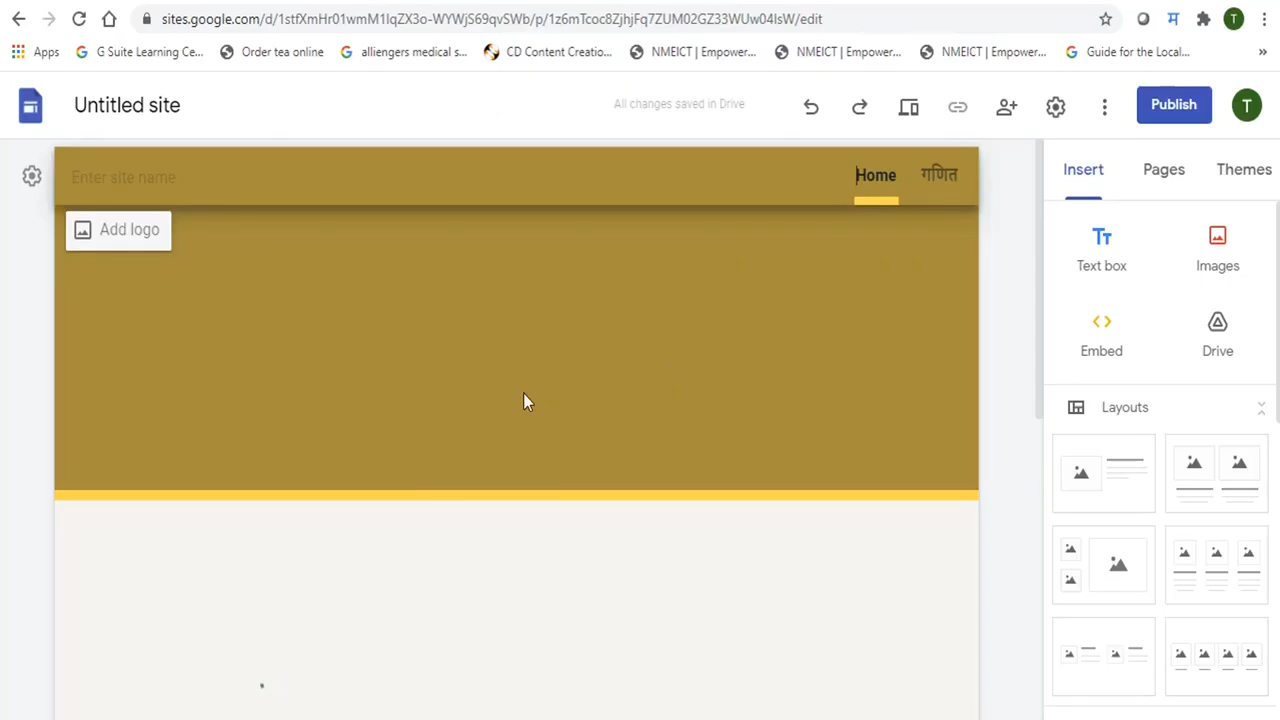 sites.google.com/d/1stfXmHr01wmM1lqZX3o-WYWjS69qvSWb/p/1z6mTcoc8ZjhjFq7ZUM02GZ33WUw04lsW/edit
T
Apps
G Suite Learning Ce...
Order tea online
alliengers medical s...
CD Content Creatio...
NMEICT | Empower...
NMEICT | Empower...
NMEICT | Empower...
Guide for the Local...
»
Untitled site
All changes saved in Drive
Publish
T
Enter site name
Home
गणित
Add logo
Insert
Pages
Themes
Tт
Text box
Images
Embed
Drive
Layouts